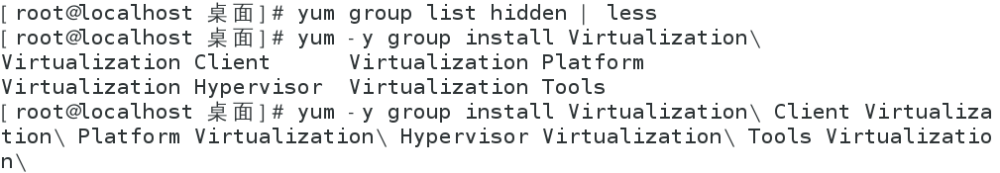 [root@localhost 桌面]# yum group list hidden | less
[root@localhost 桌面]# yum -y group install Virtualization\
Virtualization Client      Virtualization Platform
Virtualization Hypervisor  Virtualization Tools
[root@localhost 桌面]# yum -y group install Virtualization\ Client Virtualiza
tion\ Platform Virtualization\ Hypervisor Virtualization\ Tools Virtualizatio
n\